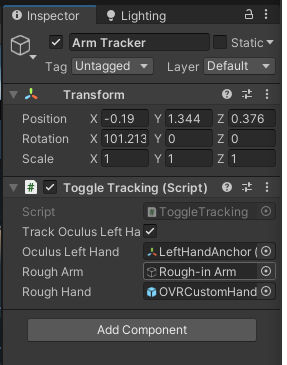 Inspector
Lighting
Arm Tracker
Static
Tag Untagged Layer Default
Transform
Position X -0.19 Y 1.344 Z 0.376
Rotation X 101.213 Y 0 Z 0
Scale X 1 Y 1 Z 1
# Toggle Tracking (Script)
Script ToggleTracking
Track Oculus Left Ha
Oculus Left Hand LeftHandAnchor (
Rough Arm Rough-in Arm
Rough Hand OVRCustomHand
Add Component